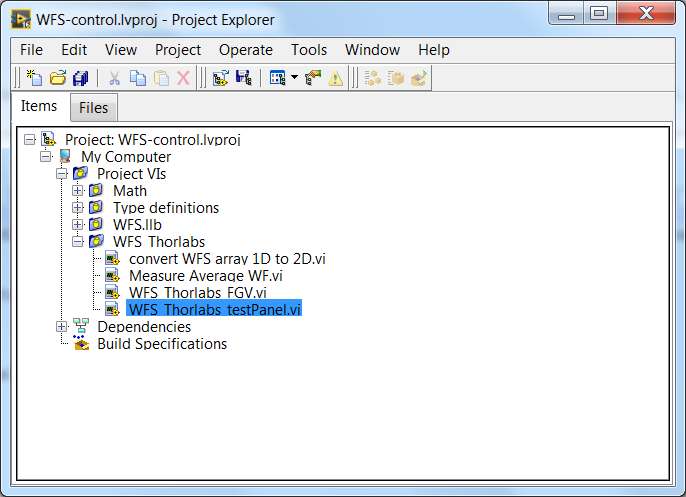 WFS-control.lvproj - Project Explorer
File Edit View Project Operate Tools Window Help
Items Files
Project: WFS-control.lvproj
My Computer
Project VIs
Math
Type definitions
WFS.llb
WFS_Thorlabs
convert WFS array 1D to 2D.vi
Measure Average WF.vi
WFS_Thorlabs_FGV.vi
WFS_Thorlabs_testPanel.vi
Dependencies
Build Specifications